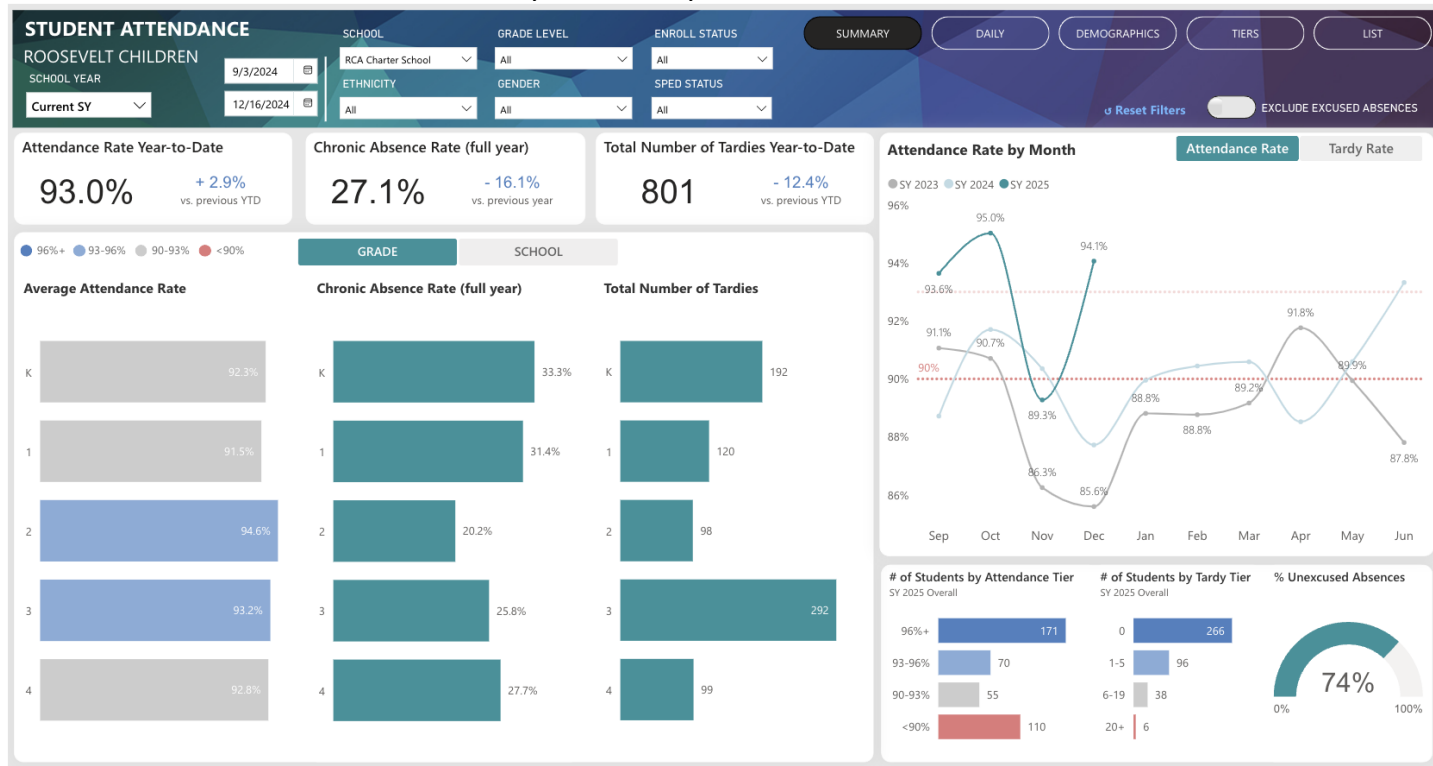 STUDENT ATTENDANCE
ROOSEVELT CHILDREN
SCHOOL YEAR
Current SY
9/3/2024
12/16/2024
SCHOOL
RCA Charter School
GRADE LEVEL
All
ENROLL STATUS
All
ETHNICITY
All
GENDER
All
SPED STATUS
All
SUMMARY
DAILY
DEMOGRAPHICS
TIERS
LIST
↺ Reset Filters
EXCLUDE EXCUSED ABSENCES
Attendance Rate Year-to-Date
93.0%
+ 2.9%
vs. previous YTD
Chronic Absence Rate (full year)
27.1%
- 16.1%
vs. previous year
Total Number of Tardies Year-to-Date
801
- 12.4%
vs. previous YTD
96%+ 93-96% 90-93% <90%
GRADE
SCHOOL
Average Attendance Rate
K 92.3%
1 91.5%
2 94.6%
3 93.2%
4 92.8%
Chronic Absence Rate (full year)
K 33.3%
1 31.4%
2 20.2%
3 25.8%
4 27.7%
Total Number of Tardies
K 192
1 120
2 98
3 292
4 99
Attendance Rate by Month
Attendance Rate
Tardy Rate
SY 2023 SY 2024 SY 2025
96%
94%
92%
90%
88%
86%
95.0%
94.1%
93.6%
91.8%
91.1%
90.7%
90%
89.9%
89.2%
88.8%
89.3%
88.8%
87.8%
86.3%
85.6%
Sep Oct Nov Dec Jan Feb Mar Apr May Jun
# of Students by Attendance Tier
SY 2025 Overall
96%+ 171
93-96% 70
90-93% 55
<90% 110
# of Students by Tardy Tier
SY 2025 Overall
0 266
1-5 96
6-19 38
20+ 6
% Unexcused Absences
74%
0% 100%